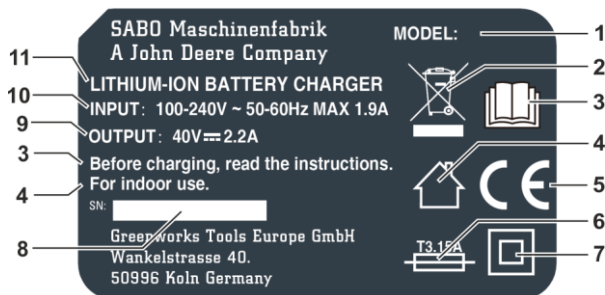 SABO Maschinenfabrik
A John Deere Company
MODEL:
1
11
LITHIUM-ION BATTERY CHARGER
2
10
INPUT: 100-240V ~ 50-60Hz MAX 1.9A
3
9
OUTPUT: 40V⎓2.2A
3
Before charging, read the instructions.
4
4
For indoor use.
CE
5
SN:
8
Greenworks Tools Europe GmbH
T3.15A
6
Wankelstrasse 40.
7
50996 Koln Germany